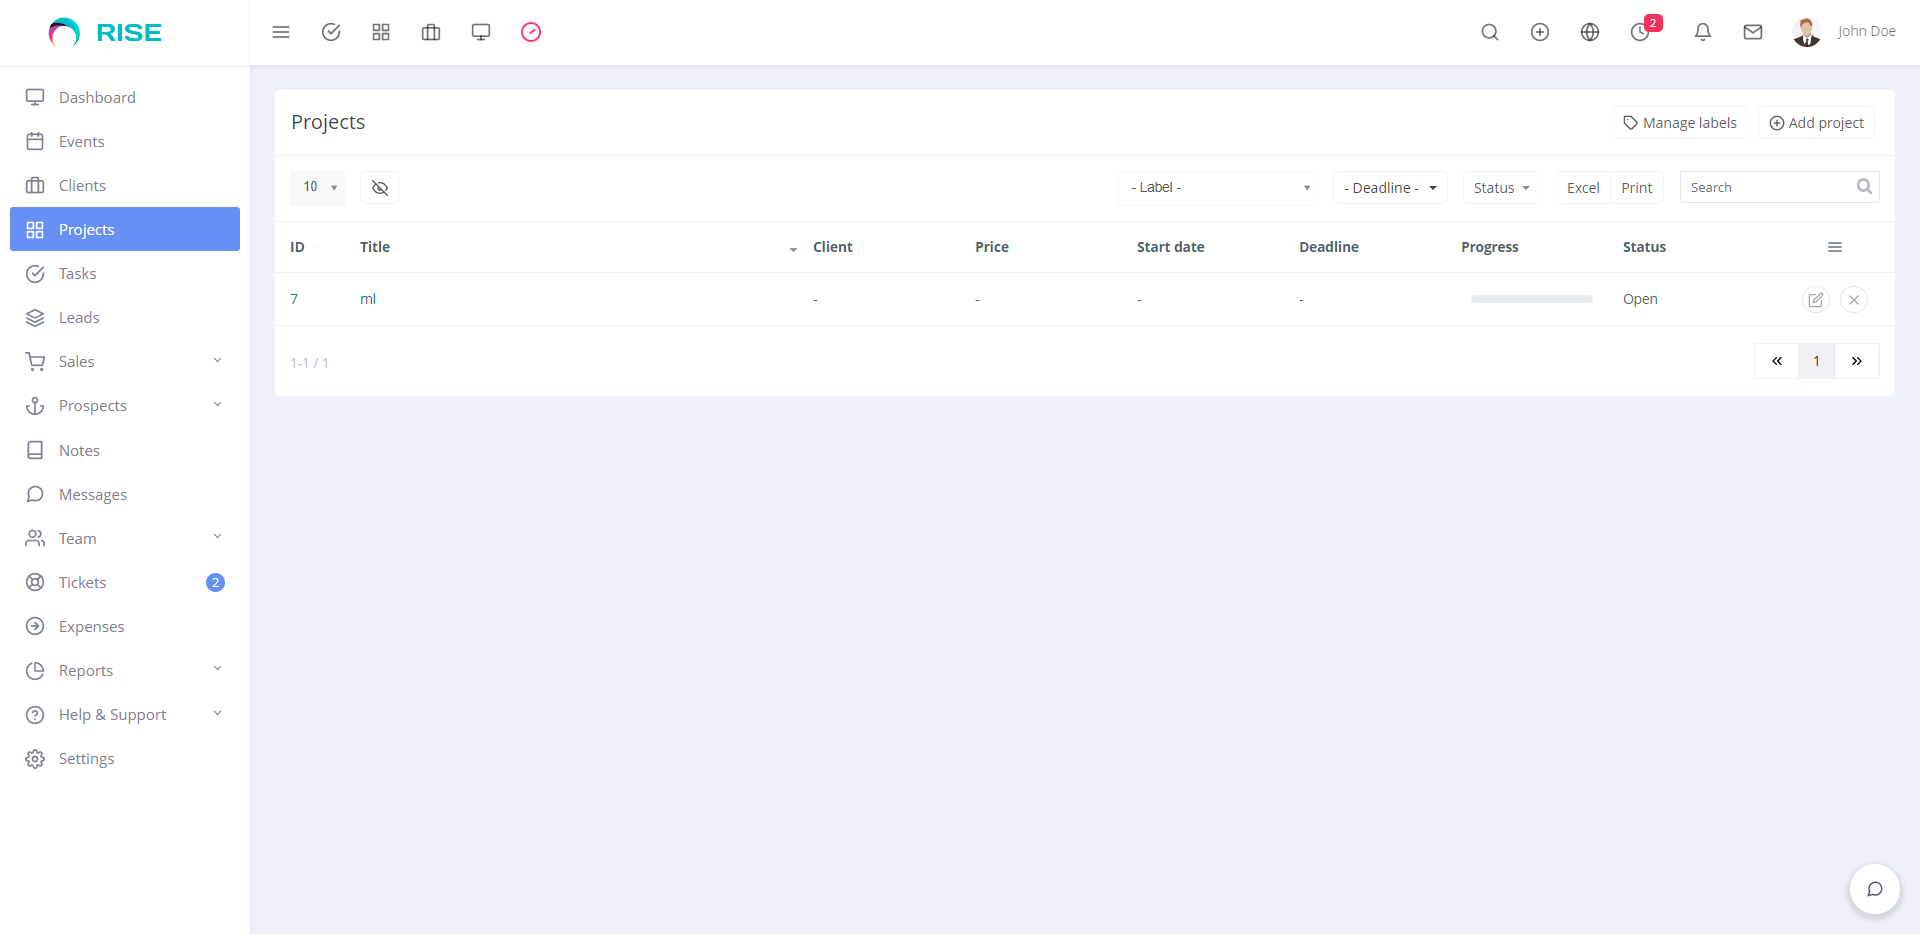 RISE
2
John Doe
Dashboard
Events
Clients
Projects
Tasks
Leads
Sales
Prospects
Notes
Messages
Team
Tickets 2
Expenses
Reports
Help & Support
Settings
Projects
Manage labels
Add project
10
- Label -
- Deadline -
Status
Excel
Print
Search
ID Title Client Price Start date Deadline Progress Status
7 ml - - - - Open
1-1 / 1
« 1 »